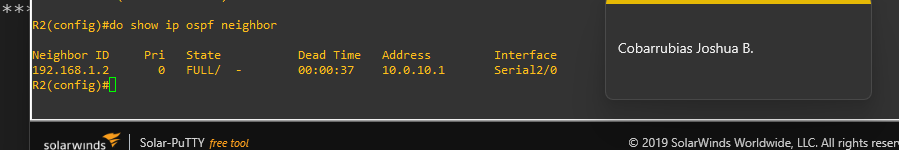 **
R2(config)#do show ip ospf neighbor
Neighbor ID Pri State Dead Time Address Interface
192.168.1.2 0 FULL/ - 00:00:37 10.0.10.1 Serial2/0
R2(config)#
Cobarrubias Joshua B.
solarwinds Solar-PuTTY free tool © 2019 SolarWinds Worldwide, LLC. All rights reser